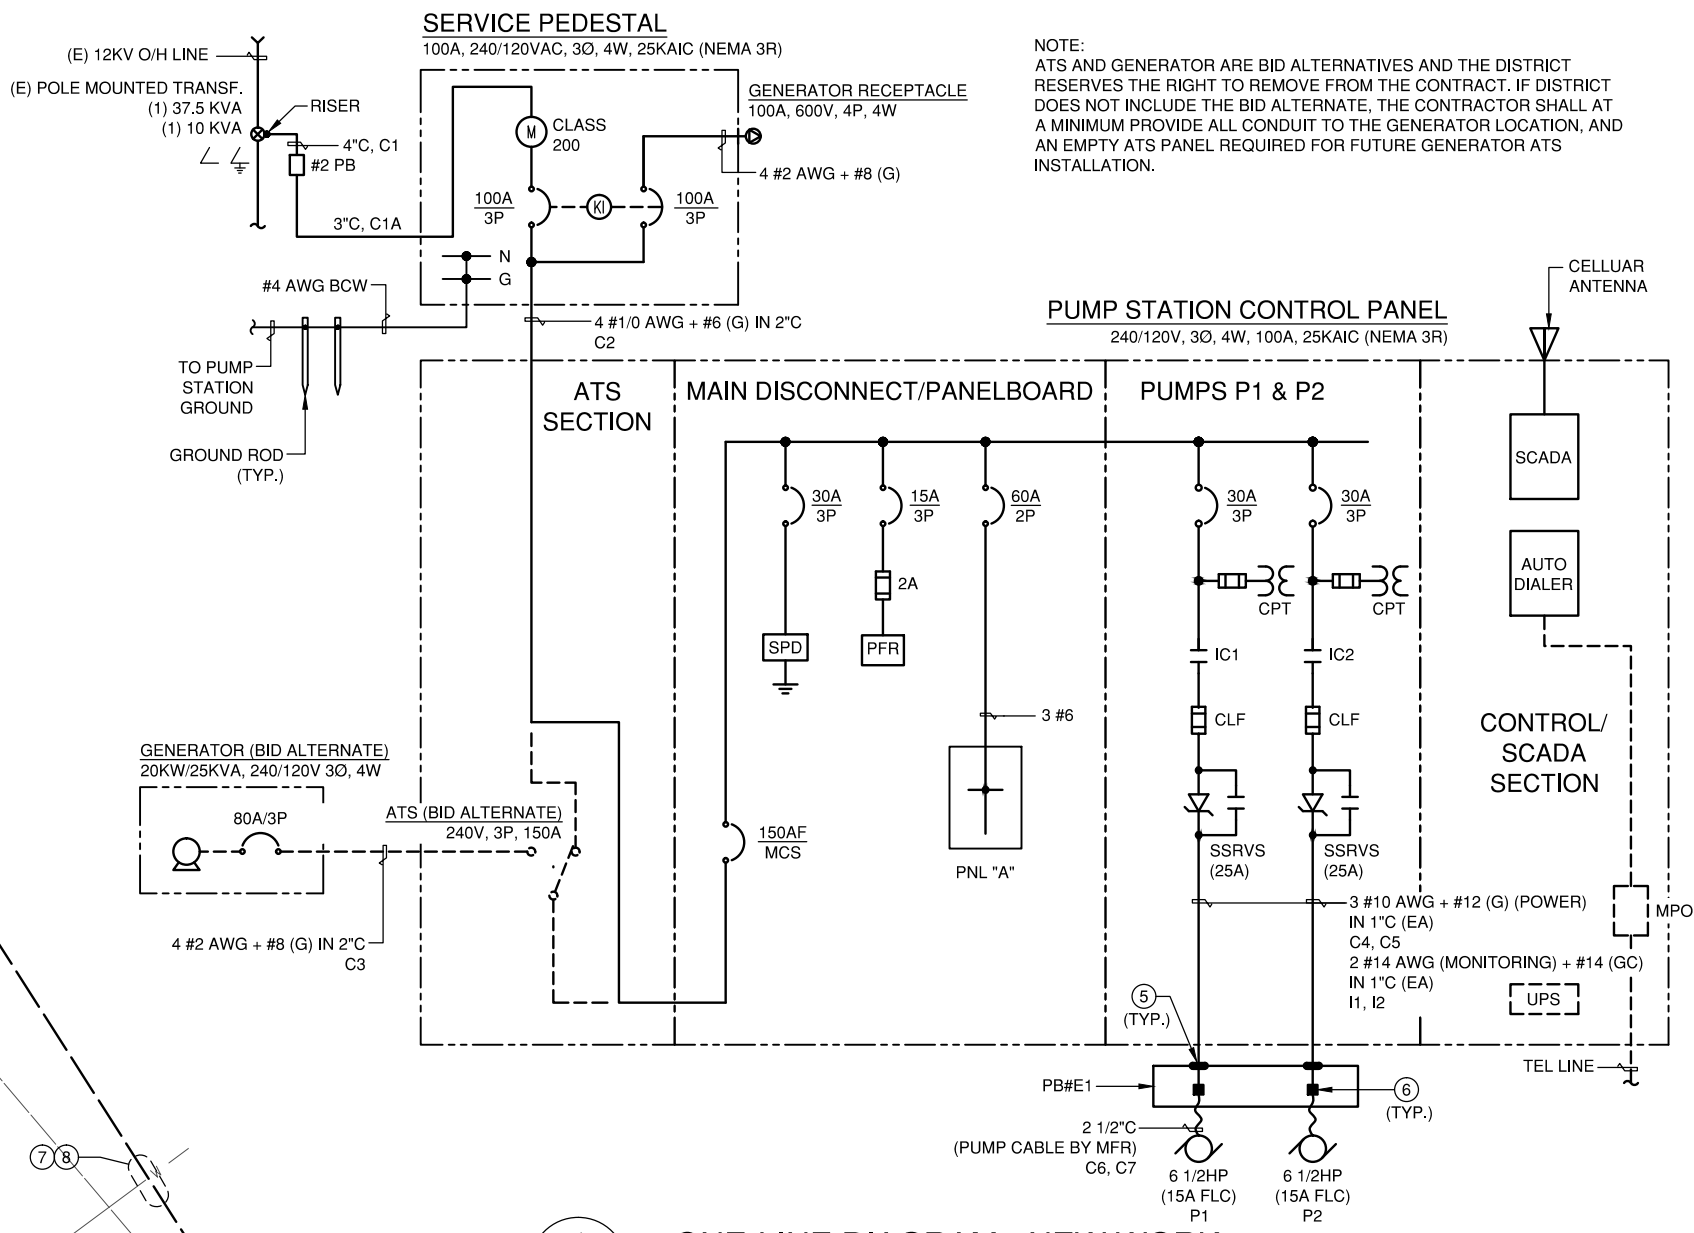 SERVICE PEDESTAL
100A, 240/120VAC, 3Ø, 4W, 25KAIC (NEMA 3R)
(E) 12KV O/H LINE
(E) POLE MOUNTED TRANSF.
(1) 37.5 KVA
(1) 10 KVA
RISER
4"C, C1
#2 PB
3"C, C1A
M
CLASS
200
100A
3P
KI
100A
3P
N
G
GENERATOR RECEPTACLE
100A, 600V, 4P, 4W
4 #2 AWG + #8 (G)
NOTE:
ATS AND GENERATOR ARE BID ALTERNATIVES AND THE DISTRICT
RESERVES THE RIGHT TO REMOVE FROM THE CONTRACT. IF DISTRICT
DOES NOT INCLUDE THE BID ALTERNATE, THE CONTRACTOR SHALL AT
A MINIMUM PROVIDE ALL CONDUIT TO THE GENERATOR LOCATION, AND
AN EMPTY ATS PANEL REQUIRED FOR FUTURE GENERATOR ATS
INSTALLATION.
#4 AWG BCW
TO PUMP
STATION
GROUND
GROUND ROD
(TYP.)
4 #1/0 AWG + #6 (G) IN 2"C
C2
CELLUAR
ANTENNA
PUMP STATION CONTROL PANEL
240/120V, 3Ø, 4W, 100A, 25KAIC (NEMA 3R)
ATS
SECTION
MAIN DISCONNECT/PANELBOARD
PUMPS P1 & P2
30A
3P
15A
3P
60A
2P
30A
3P
30A
3P
SCADA
AUTO
DIALER
2A
CPT
CPT
SPD
PFR
IC1
IC2
3 #6
CLF
CLF
CONTROL/
SCADA
SECTION
GENERATOR (BID ALTERNATE)
20KW/25KVA, 240/120V 3Ø, 4W
80A/3P
ATS (BID ALTERNATE)
240V, 3P, 150A
150AF
MCS
PNL "A"
SSRVS
(25A)
SSRVS
(25A)
4 #2 AWG + #8 (G) IN 2"C
C3
3 #10 AWG + #12 (G) (POWER)
IN 1"C (EA)
C4, C5
2 #14 AWG (MONITORING) + #14 (GC)
IN 1"C (EA)
I1, I2
MPO
UPS
5
(TYP.)
TEL LINE
PB#E1
6
(TYP.)
2 1/2"C
(PUMP CABLE BY MFR)
C6, C7
6 1/2HP
(15A FLC)
P1
6 1/2HP
(15A FLC)
P2
7 8